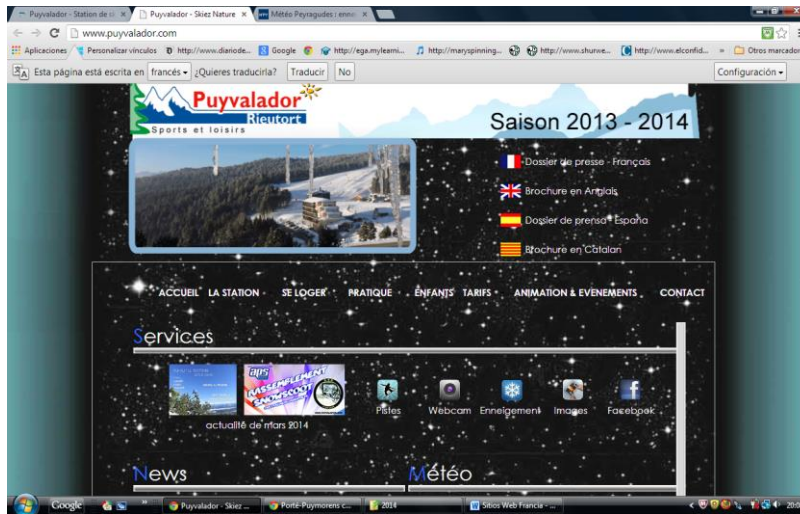 Puyvalador - Station de
Puyvalador - Skiez Nature
Météo Peyragudes : enne
www.puyvalador.com
Aplicaciones
Personalizar vínculos
http://www.diariode...
Google
http://ega.mylearni...
http://maryspinning...
http://www.shurwe...
http://www.elconfid...
»
Otros marcador
Esta página está escrita en francés ¿Quieres traducirla? Traducir No
Configuración
Puyvalador
Rieutort
Sports et loisirs
Saison 2013 - 2014
Dossier de presse - Français
Brochure en Anglais
Dossier de prensa - España
Brochure en Catalan
ACCUEIL LA STATION SE LOGER PRATIQUE ENFANTS TARIFS ANIMATION & EVENEMENTS CONTACT
Services
aps
RASSEMBLEMENT
SNOWSCOOT
actualité de mars 2014
Pistes
Webcam
Enneigement
Images
Facebook
News
Météo
Google
Puyvalador - Skiez ...
Porté-Puymorens c...
2014
Sitios Web Francia - ...
20:0